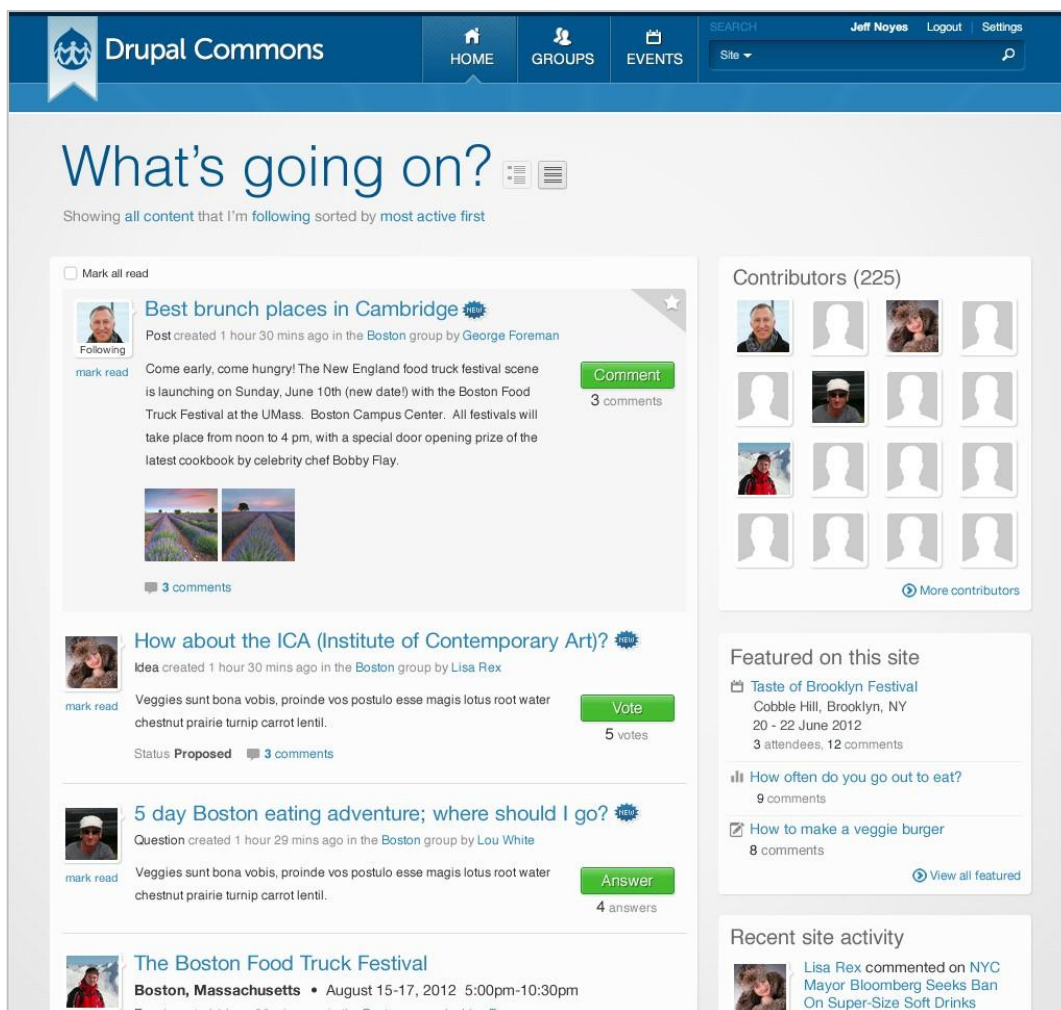 Drupal Commons
HOME
GROUPS
EVENTS
SEARCH
Jeff Noyes Logout | Settings
Site
What's going on?
Showing all content that I'm following sorted by most active first
Mark all read
Following
mark read
Best brunch places in Cambridge NEW
Post created 1 hour 30 mins ago in the Boston group by George Foreman
Come early, come hungry! The New England food truck festival scene
is launching on Sunday, June 10th (new date!) with the Boston Food
Truck Festival at the UMass. Boston Campus Center. All festivals will
take place from noon to 4 pm, with a special door opening prize of the
latest cookbook by celebrity chef Bobby Flay.
Comment
3 comments
3 comments
How about the ICA (Institute of Contemporary Art)? NEW
Idea created 1 hour 30 mins ago in the Boston group by Lisa Rex
mark read
Veggies sunt bona vobis, proinde vos postulo esse magis lotus root water
chestnut prairie turnip carrot lentil.
Status Proposed 3 comments
Vote
5 votes
5 day Boston eating adventure; where should I go? NEW
Question created 1 hour 29 mins ago in the Boston group by Lou White
mark read
Veggies sunt bona vobis, proinde vos postulo esse magis lotus root water
chestnut prairie turnip carrot lentil.
Answer
4 answers
The Boston Food Truck Festival
Boston, Massachusetts • August 15-17, 2012 5:00pm-10:30pm
Contributors (225)
More contributors
Featured on this site
Taste of Brooklyn Festival
Cobble Hill, Brooklyn, NY
20 - 22 June 2012
3 attendees, 12 comments
How often do you go out to eat?
9 comments
How to make a veggie burger
8 comments
View all featured
Recent site activity
Lisa Rex commented on NYC
Mayor Bloomberg Seeks Ban
On Super-Size Soft Drinks